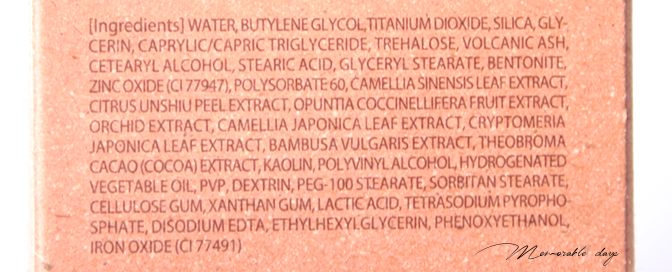 [Ingredients] WATER, BUTYLENE GLYCOL,TITANIUM DIOXIDE, SILICA, GLY-
CERIN, CAPRYLIC/CAPRIC TRIGLYCERIDE, TREHALOSE, VOLCANIC ASH,
CETEARYL ALCOHOL, STEARIC ACID, GLYCERYL STEARATE, BENTONITE,
ZINC OXIDE (CI 77947), POLYSORBATE 60, CAMELLIA SINENSIS LEAF EXTRACT,
CITRUS UNSHIU PEEL EXTRACT, OPUNTIA COCCINELLIFERA FRUIT EXTRACT,
ORCHID EXTRACT, CAMELLIA JAPONICA LEAF EXTRACT, CRYPTOMERIA
JAPONICA LEAF EXTRACT, BAMBUSA VULGARIS EXTRACT, THEOBROMA
CACAO (COCOA) EXTRACT, KAOLIN, POLYVINYL ALCOHOL, HYDROGENATED
VEGETABLE OIL, PVP, DEXTRIN, PEG-100 STEARATE, SORBITAN STEARATE,
CELLULOSE GUM, XANTHAN GUM, LACTIC ACID, TETRASODIUM PYROPHO-
SPHATE, DISODIUM EDTA, ETHYLHEXYLGLYCERIN, PHENOXYETHANOL,
IRON OXIDE (CI 77491)
Memorable days